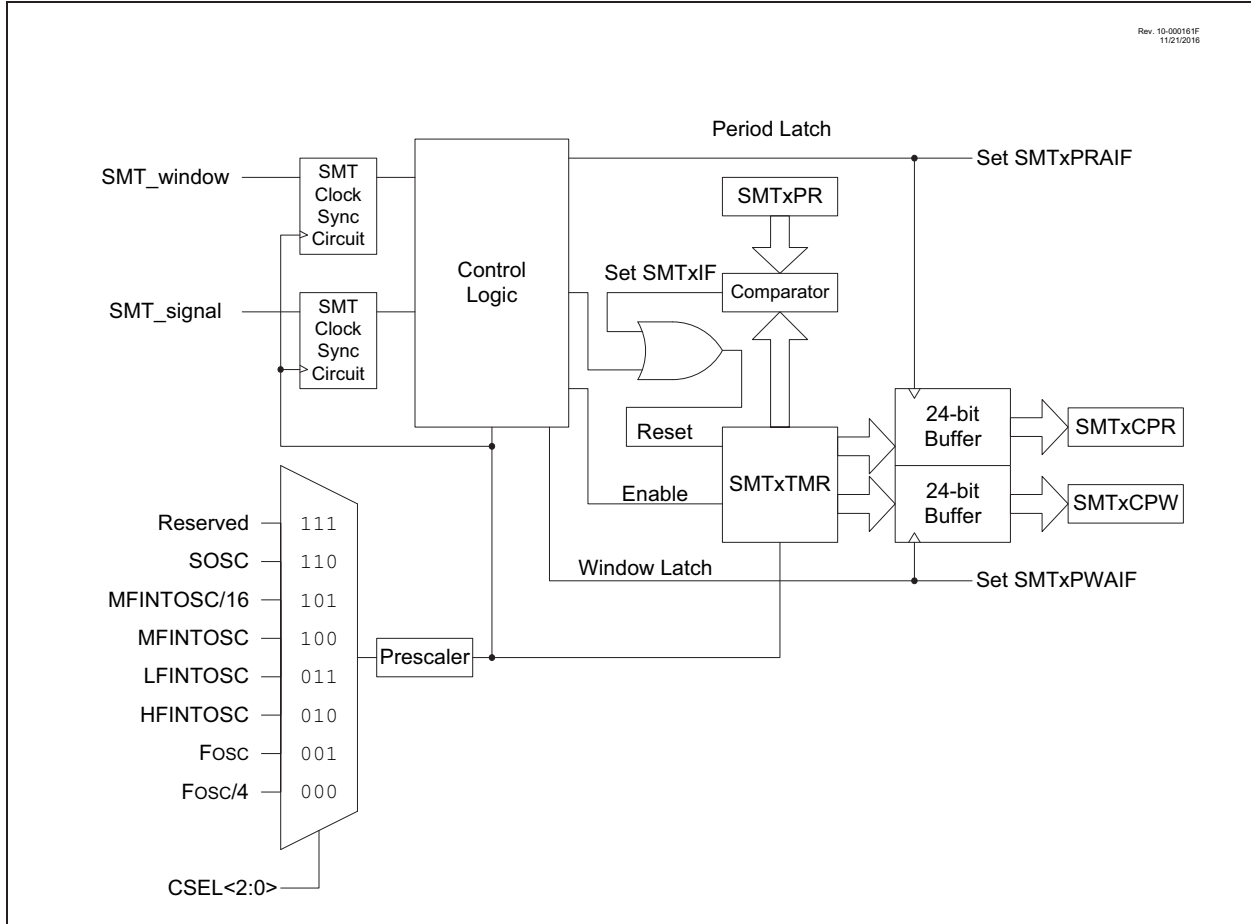 Rev. 10-000161F
11/21/2016
Period Latch
Set SMTxPRAIF
SMT_window
SMT
Clock
Sync
Circuit
SMTxPR
Control
Logic
Set SMTxIF
Comparator
SMT_signal
SMT
Clock
Sync
Circuit
Reset
SMTxTMR
24-bit
Buffer
SMTxCPR
Enable
24-bit
Buffer
SMTxCPW
Window Latch
Set SMTxPWAIF
Reserved 111
SOSC 110
MFINTOSC/16 101
MFINTOSC 100
LFINTOSC 011
HFINTOSC 010
FOSC 001
FOSC/4 000
Prescaler
CSEL<2:0>